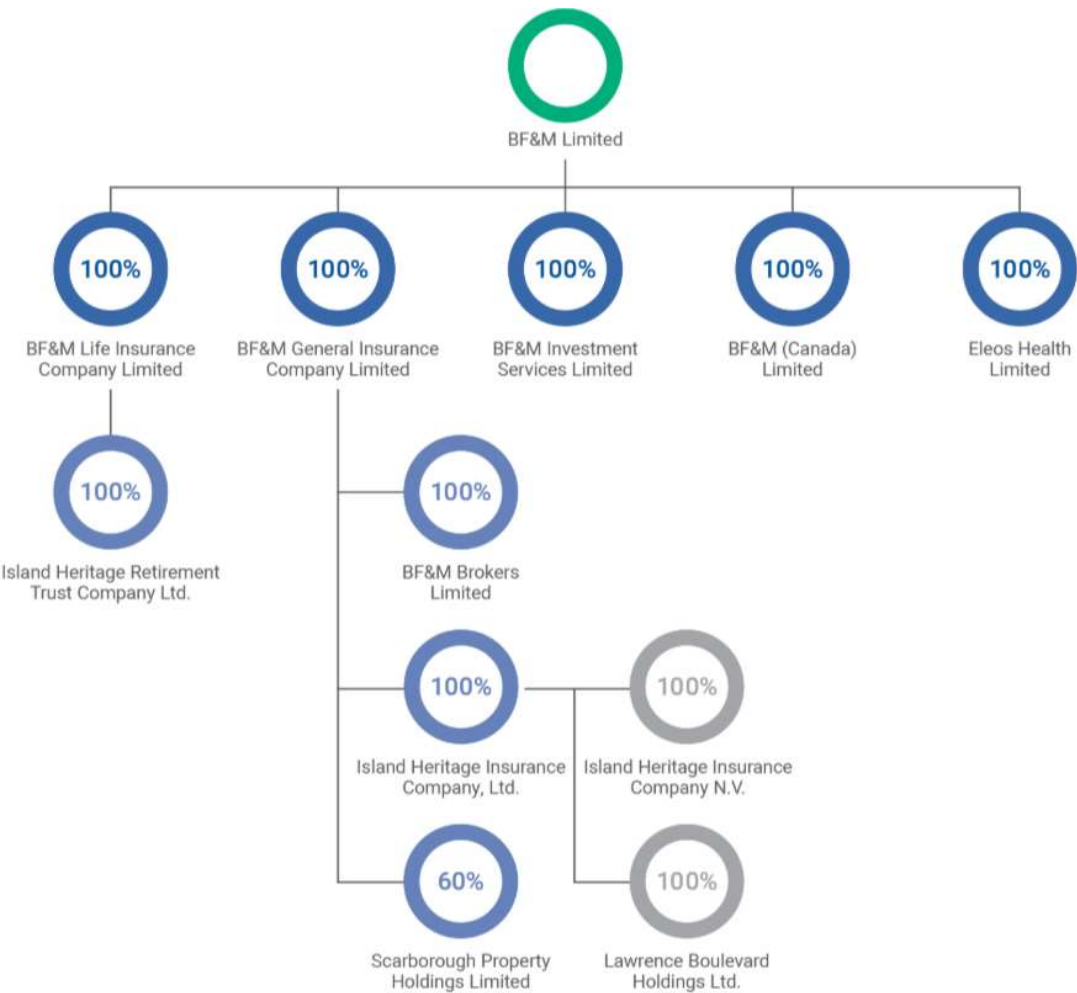 BF&M Limited
100%
100%
100%
100%
100%
BF&M Life Insurance
Company Limited
BF&M General Insurance
Company Limited
BF&M Investment
Services Limited
BF&M (Canada)
Limited
Eleos Health
Limited
100%
Island Heritage Retirement
Trust Company Ltd.
100%
BF&M Brokers
Limited
100%
Island Heritage Insurance
Company, Ltd.
100%
Island Heritage Insurance
Company N.V.
60%
Scarborough Property
Holdings Limited
100%
Lawrence Boulevard
Holdings Ltd.